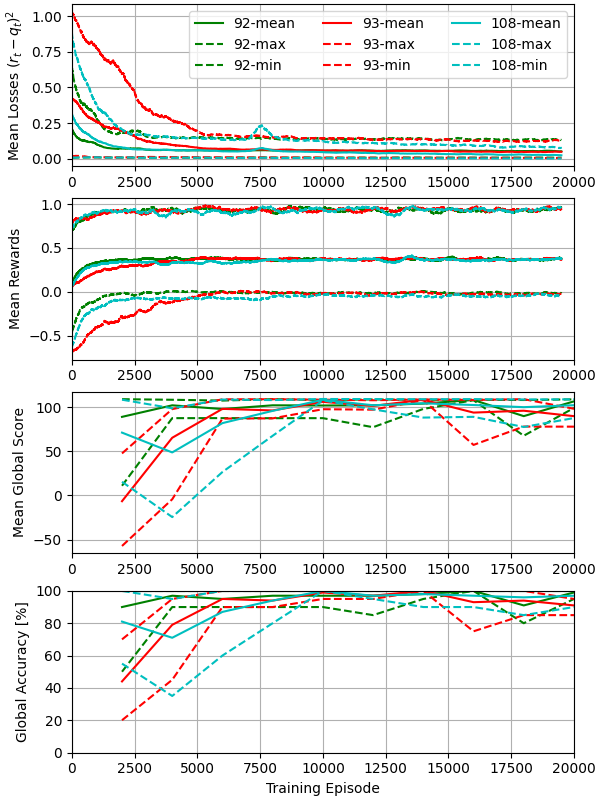 Mean Losses $(r_t - q_t)^2$
1.00
0.75
0.50
0.25
0.00
92-mean 93-mean 108-mean
92-max 93-max 108-max
92-min 93-min 108-min
0 2500 5000 7500 10000 12500 15000 17500 20000
Mean Rewards
1.0
0.5
0.0
−0.5
0 2500 5000 7500 10000 12500 15000 17500 20000
Mean Global Score
100
50
0
−50
0 2500 5000 7500 10000 12500 15000 17500 20000
Global Accuracy [%]
100
80
60
40
20
0
0 2500 5000 7500 10000 12500 15000 17500 20000
Training Episode